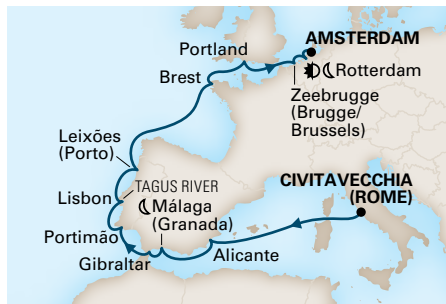 AMSTERDAM
Portland
Rotterdam
Brest
Zeebrugge
(Brugge/
Brussels)
Leixões
(Porto)
TAGUS RIVER
CIVITAVECCHIA
(ROME)
Lisbon
Málaga
(Granada)
Portimão
Gibraltar
Alicante